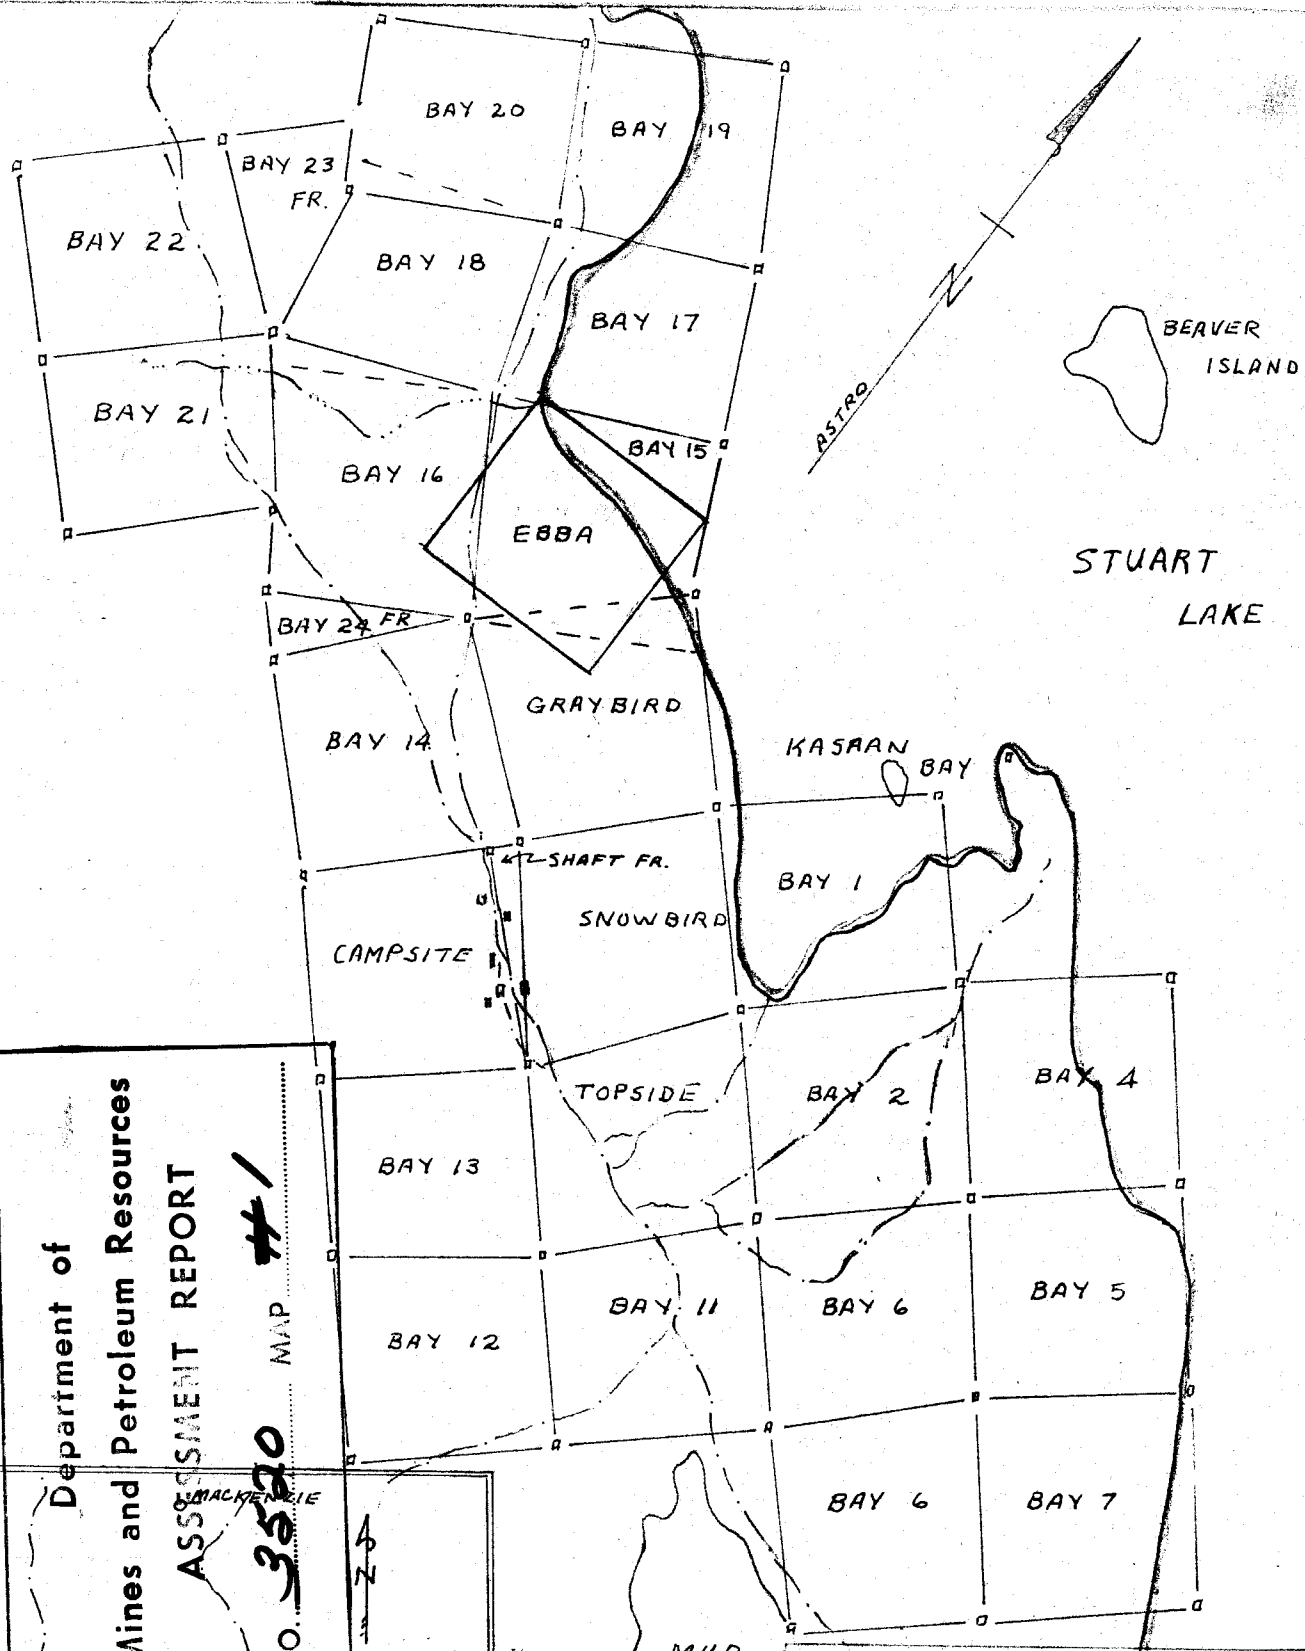 BAY 20
BAY 19
BAY 23
FR.
BAY 22
BAY 18
BAY 17
BEAVER
ISLAND
ASTRO
N
BAY 21
BAY 16
BAY 15
EBBA
STUART
LAKE
BAY 24 FR
GRAYBIRD
BAY 14
KASAAN
BAY
SHAFT FR.
BAY 1
SNOWBIRD
CAMPSITE
TOPSIDE
BAY 2
BAY 4
BAY 13
BAY 11
BAY 6
BAY 5
BAY 12
BAY 6
BAY 7
Department of
Mines and Petroleum Resources
ASSESSMENT REPORT
NO. 3520 MAP #1
MACKENZIE
N